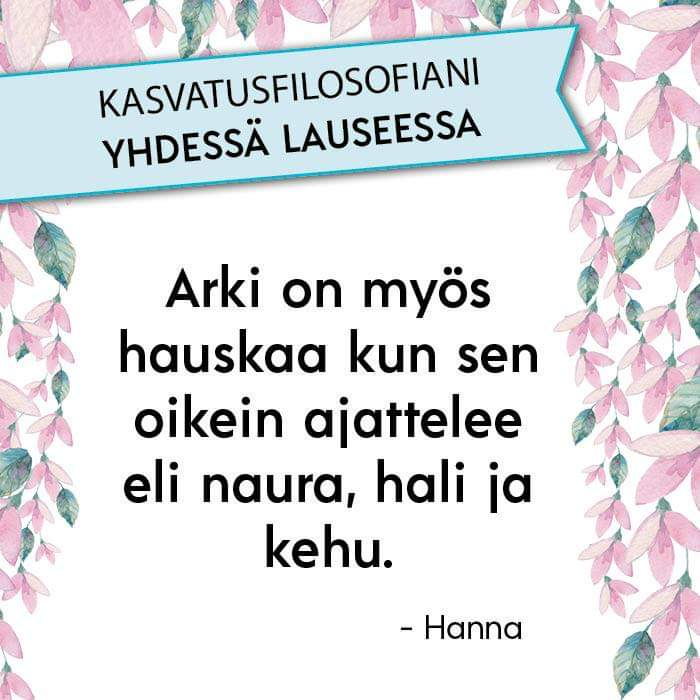 KASVATUSFILOSOFIANI
YHDESSÄ LAUSEESSA
Arki on myös
hauskaa kun sen
oikein ajattelee
eli naura, hali ja
kehu.
- Hanna